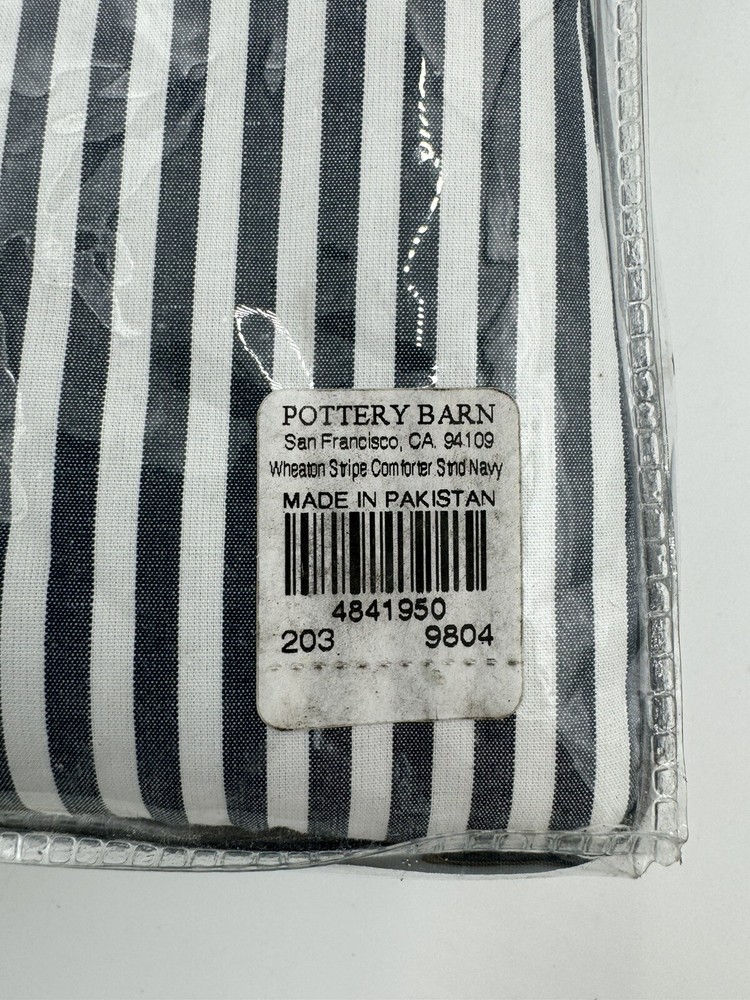 POTTERY BARN
San Francisco, CA. 94109
Wheaton Stripe Comforter Stnd Navy
MADE IN PAKISTAN
4841950
203 9804